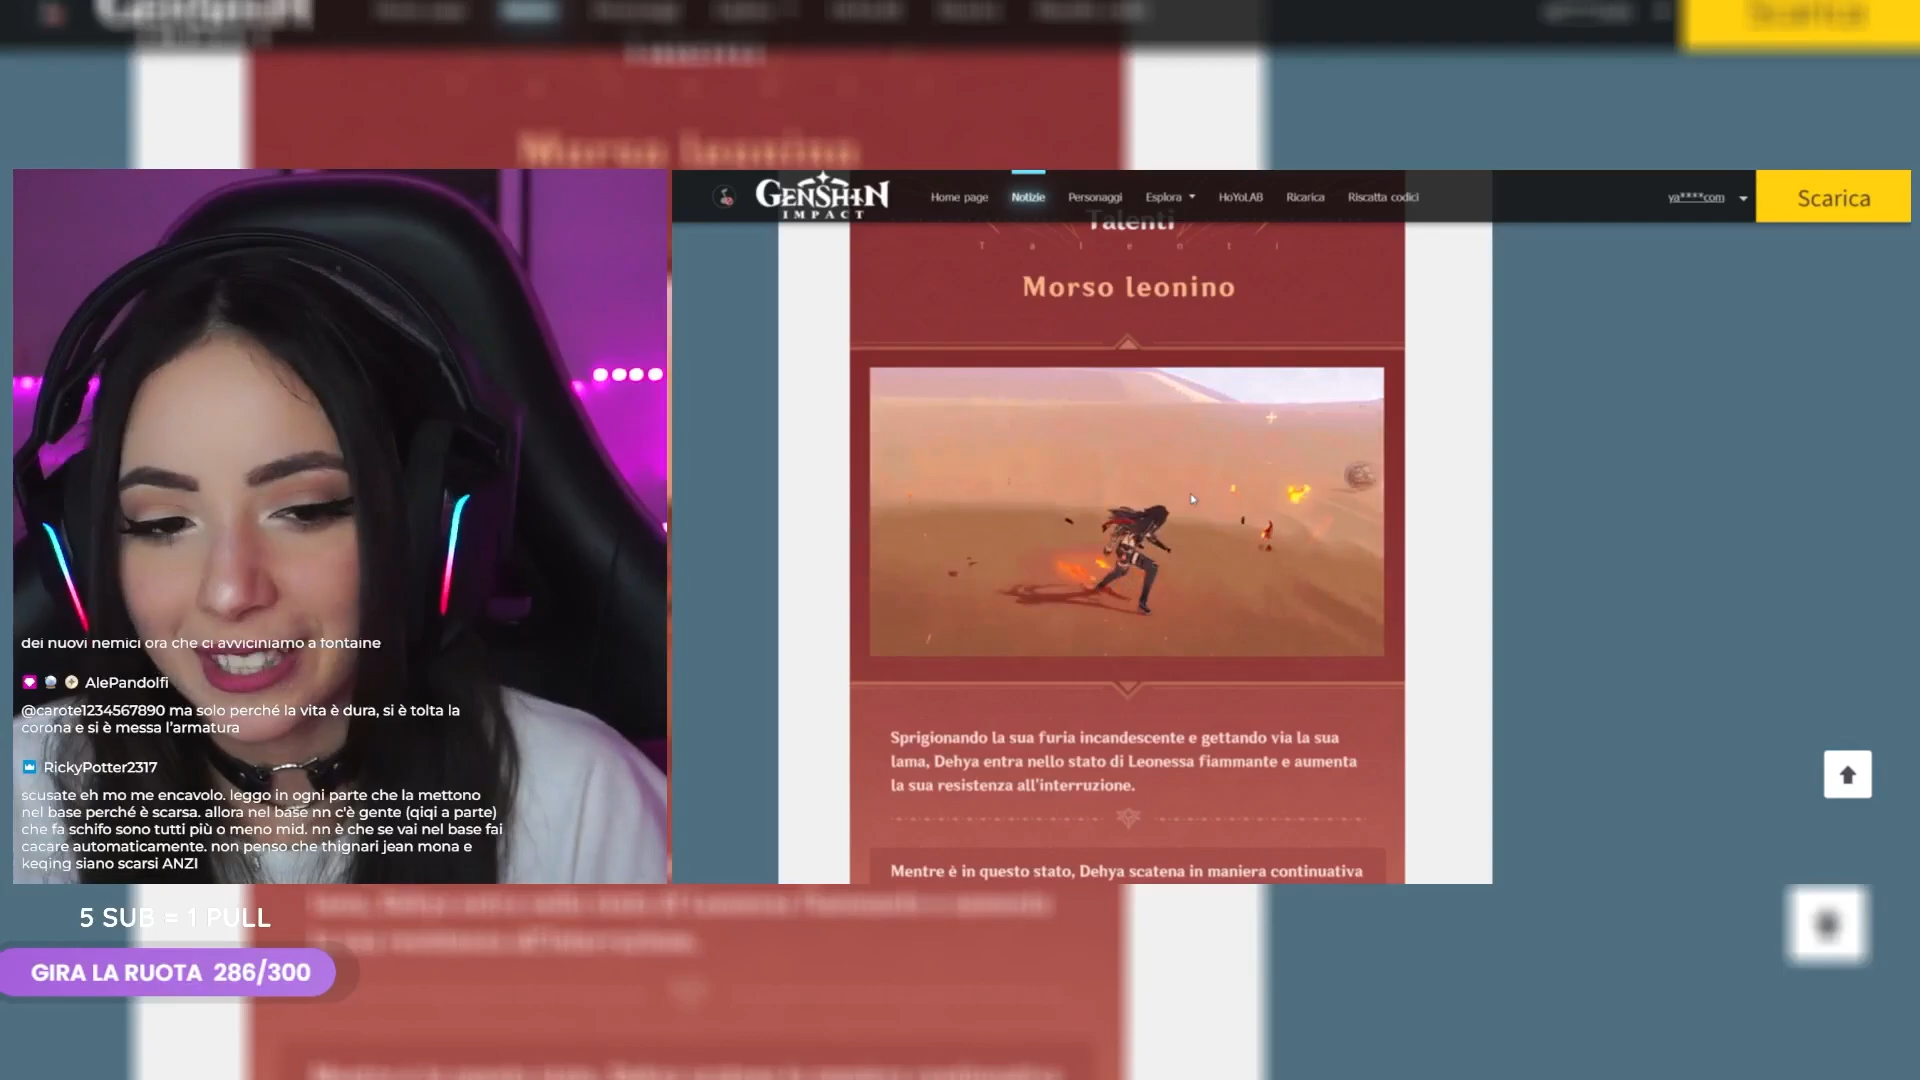 GENSHIN
IMPACT
Home page
Notizie
Personaggi
Esplora
HoYoLAB
Ricarica
Riscatta codici
ya****com
Scarica
Talenti
T a l e n t i
Morso leonino
Sprigionando la sua furia incandescente e gettando via la sua
lama, Dehya entra nello stato di Leonessa fiammante e aumenta
la sua resistenza all'interruzione.
Mentre è in questo stato, Dehya scatena in maniera continuativa
dei nuovi nemici ora che ci avviciniamo a fontaine
AlePandolfi
@carote1234567890 ma solo perché la vita è dura, si è tolta la
corona e si è messa l'armatura
RickyPotter2317
scusate eh mo me encavolo. leggo in ogni parte che la mettono
nel base perché è scarsa. allora nel base nn c'è gente (qiqi a parte)
che fa schifo sono tutti più o meno mid. nn è che se vai nel base fai
cacare automaticamente. non penso che thignari jean mona e
keqing siano scarsi ANZI
5 SUB = 1 PULL
GIRA LA RUOTA 286/300